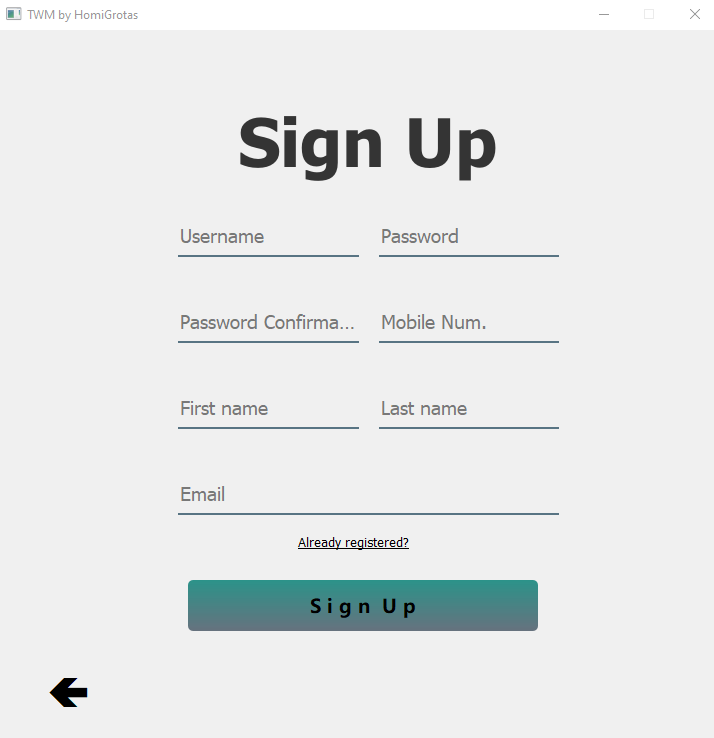 TWM by HomiGrotas
Sign Up
Username Password
Password Confirma... Mobile Num.
First name Last name
Email
Already registered?
Sign Up